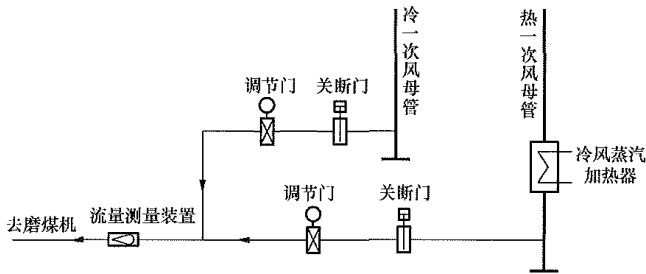 冷一次风母管
热一次风母管
调节门
关断门
冷风蒸汽
加热器
调节门
关断门
去磨煤机
流量测量装置